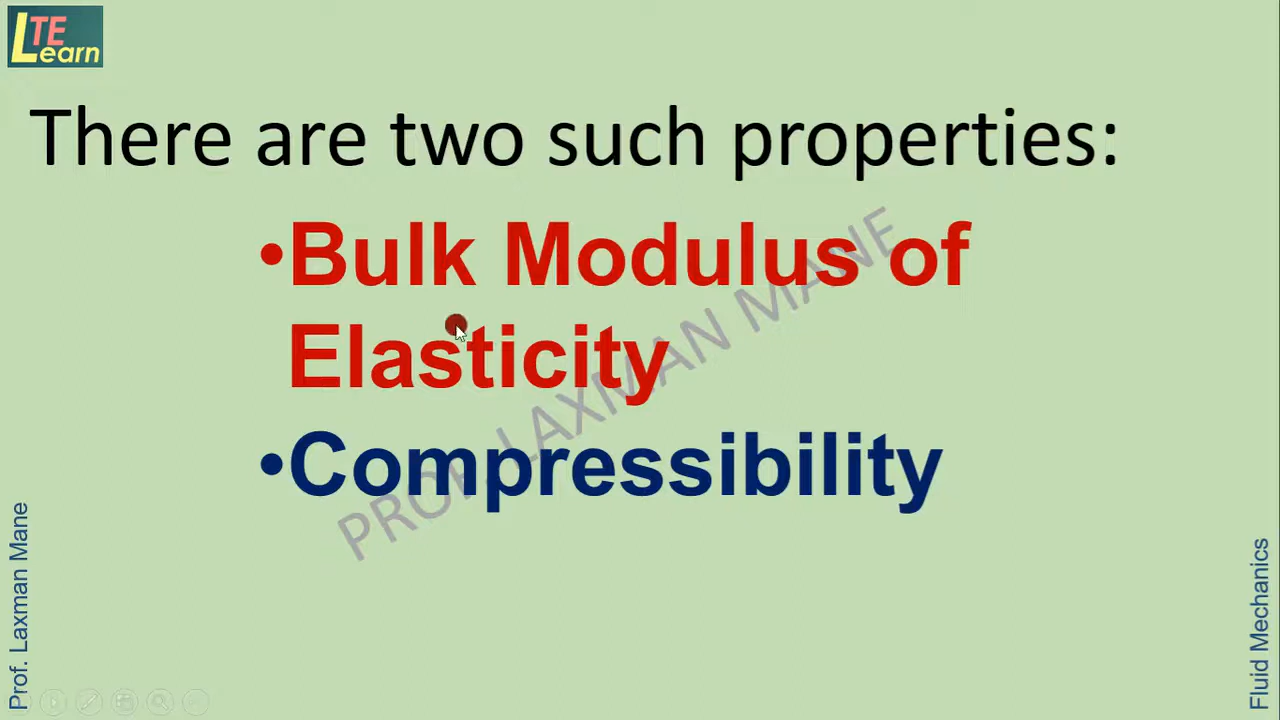 LTE
Learn
There are two such properties:
•Bulk Modulus of
Elasticity
•Compressibility
PROF. LAXMAN MANE
Prof. Laxman Mane
Fluid Mechanics